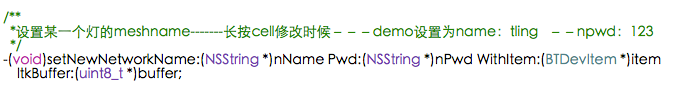 /**
*设置某一个灯的meshname-------长按cell修改时候 – – – demo设置为name：tling – – npwd：123
*/
-(void)setNewNetworkName:(NSString *)nName Pwd:(NSString *)nPwd WithItem:(BTDevItem *)item
ltkBuffer:(uint8_t *)buffer;